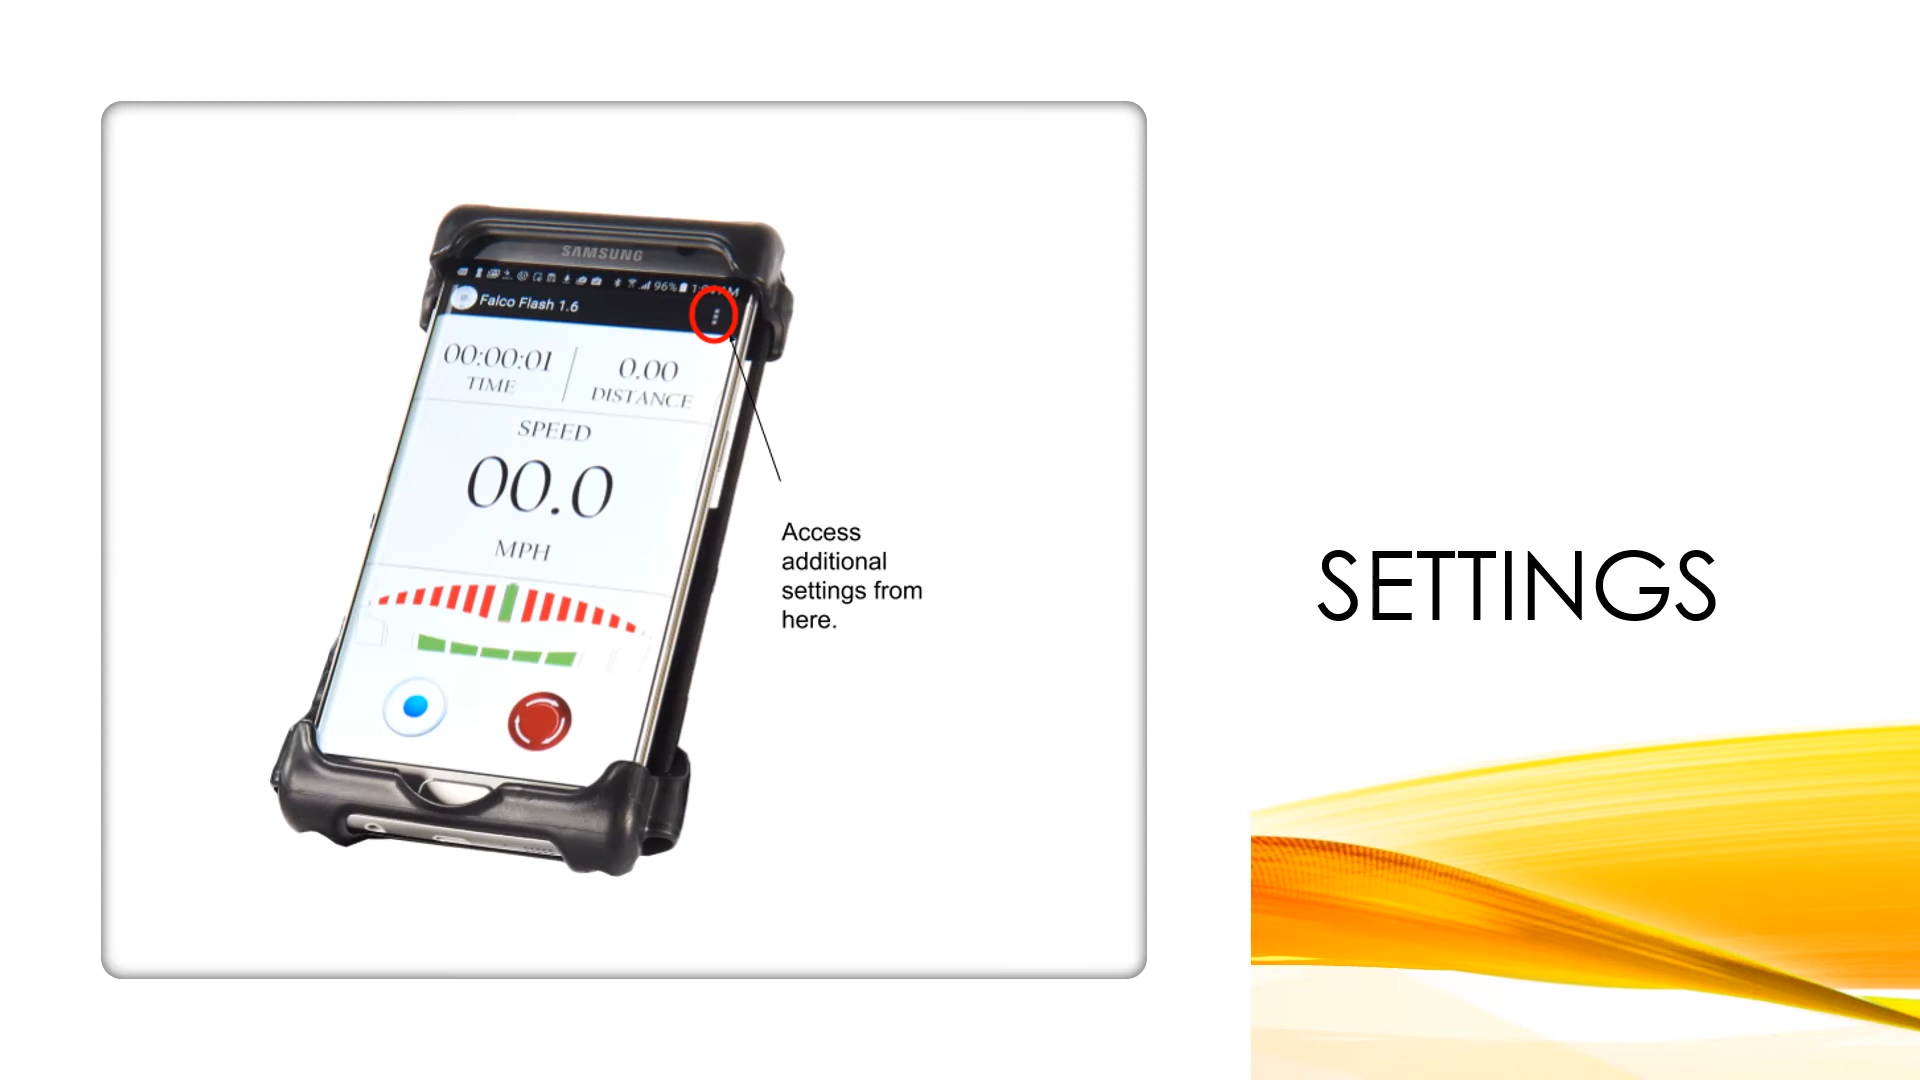 SAMSUNG
96%
Falco Flash 1.6
00:00:01
TIME
0.00
DISTANCE
SPEED
00.0
MPH
Access
additional
settings from
here.
SETTINGS